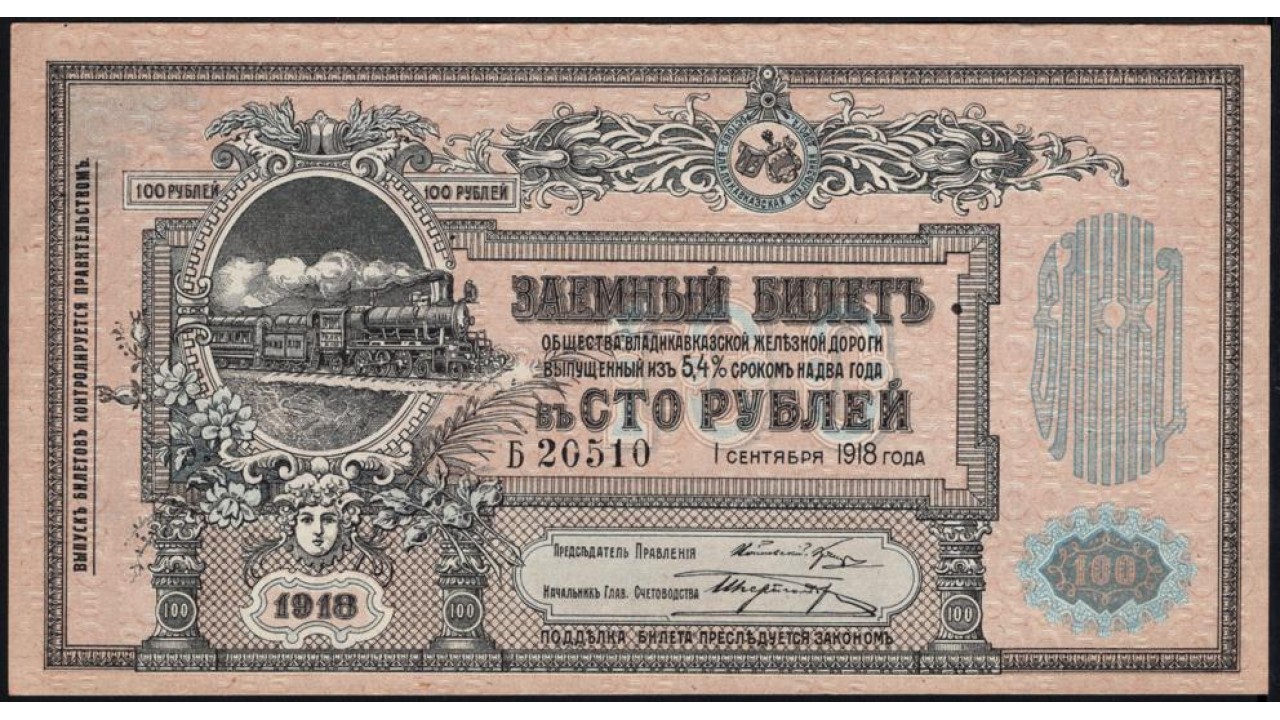 100 РУБЛЕЙ
100 РУБЛЕЙ
ВЛАДИКАВКАЗСКАЯ
ВЫПУСКЪ БИЛЕТОВЪ КОНТРОЛИРУЕТСЯ ПРАВИТЕЛЬСТВОМЪ.
ЗАЕМНЫЙ БИЛЕТЪ
100
ОБЩЕСТВА ВЛАДИКАВКАЗСКОЙ ЖЕЛѢЗНОЙ ДОРОГИ
ВЫПУЩЕННЫЙ ИЗЪ 5,4% СРОКОМЪ НА ДВА ГОДА
ВЪ СТО РУБЛЕЙ
Б 20510
1 СЕНТЯБРЯ 1918 ГОДА
ПРЕДСѢДАТЕЛЬ ПРАВЛЕНІЯ
НАЧАЛЬНИКЪ ГЛАВ. СЧЕТОВОДСТВА
100
1918
100
100
100
ПОДДѢЛКА БИЛЕТА ПРЕСЛѢДУЕТСЯ ЗАКОНОМЪ